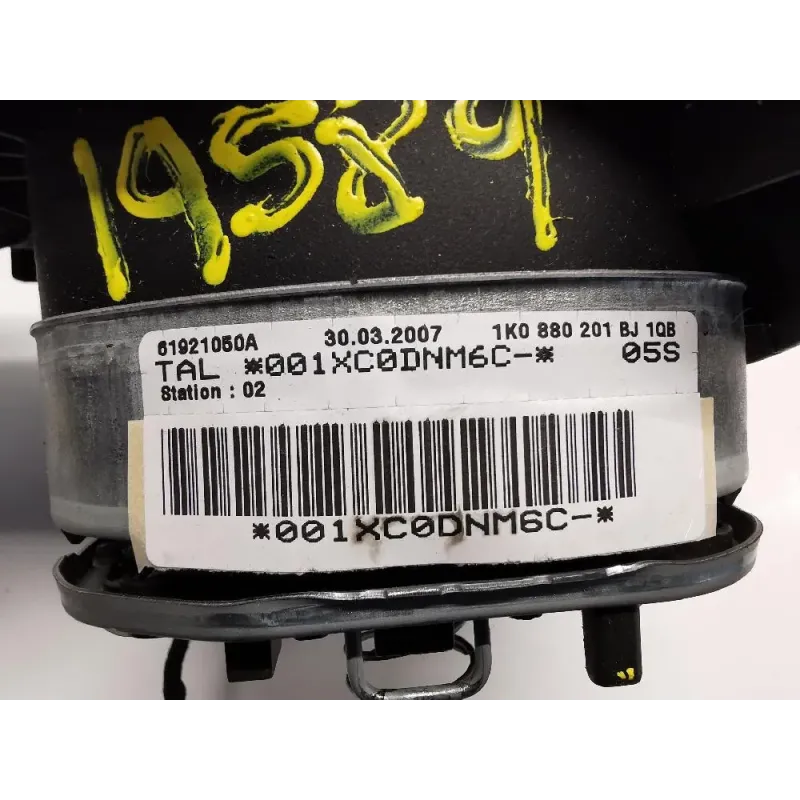 19589
61921050A 30.03.2007 1K0 880 201 BJ 1QB
TAL *001XC0DNM6C-* 05S
Station : 02
*001XC0DNM6C-*